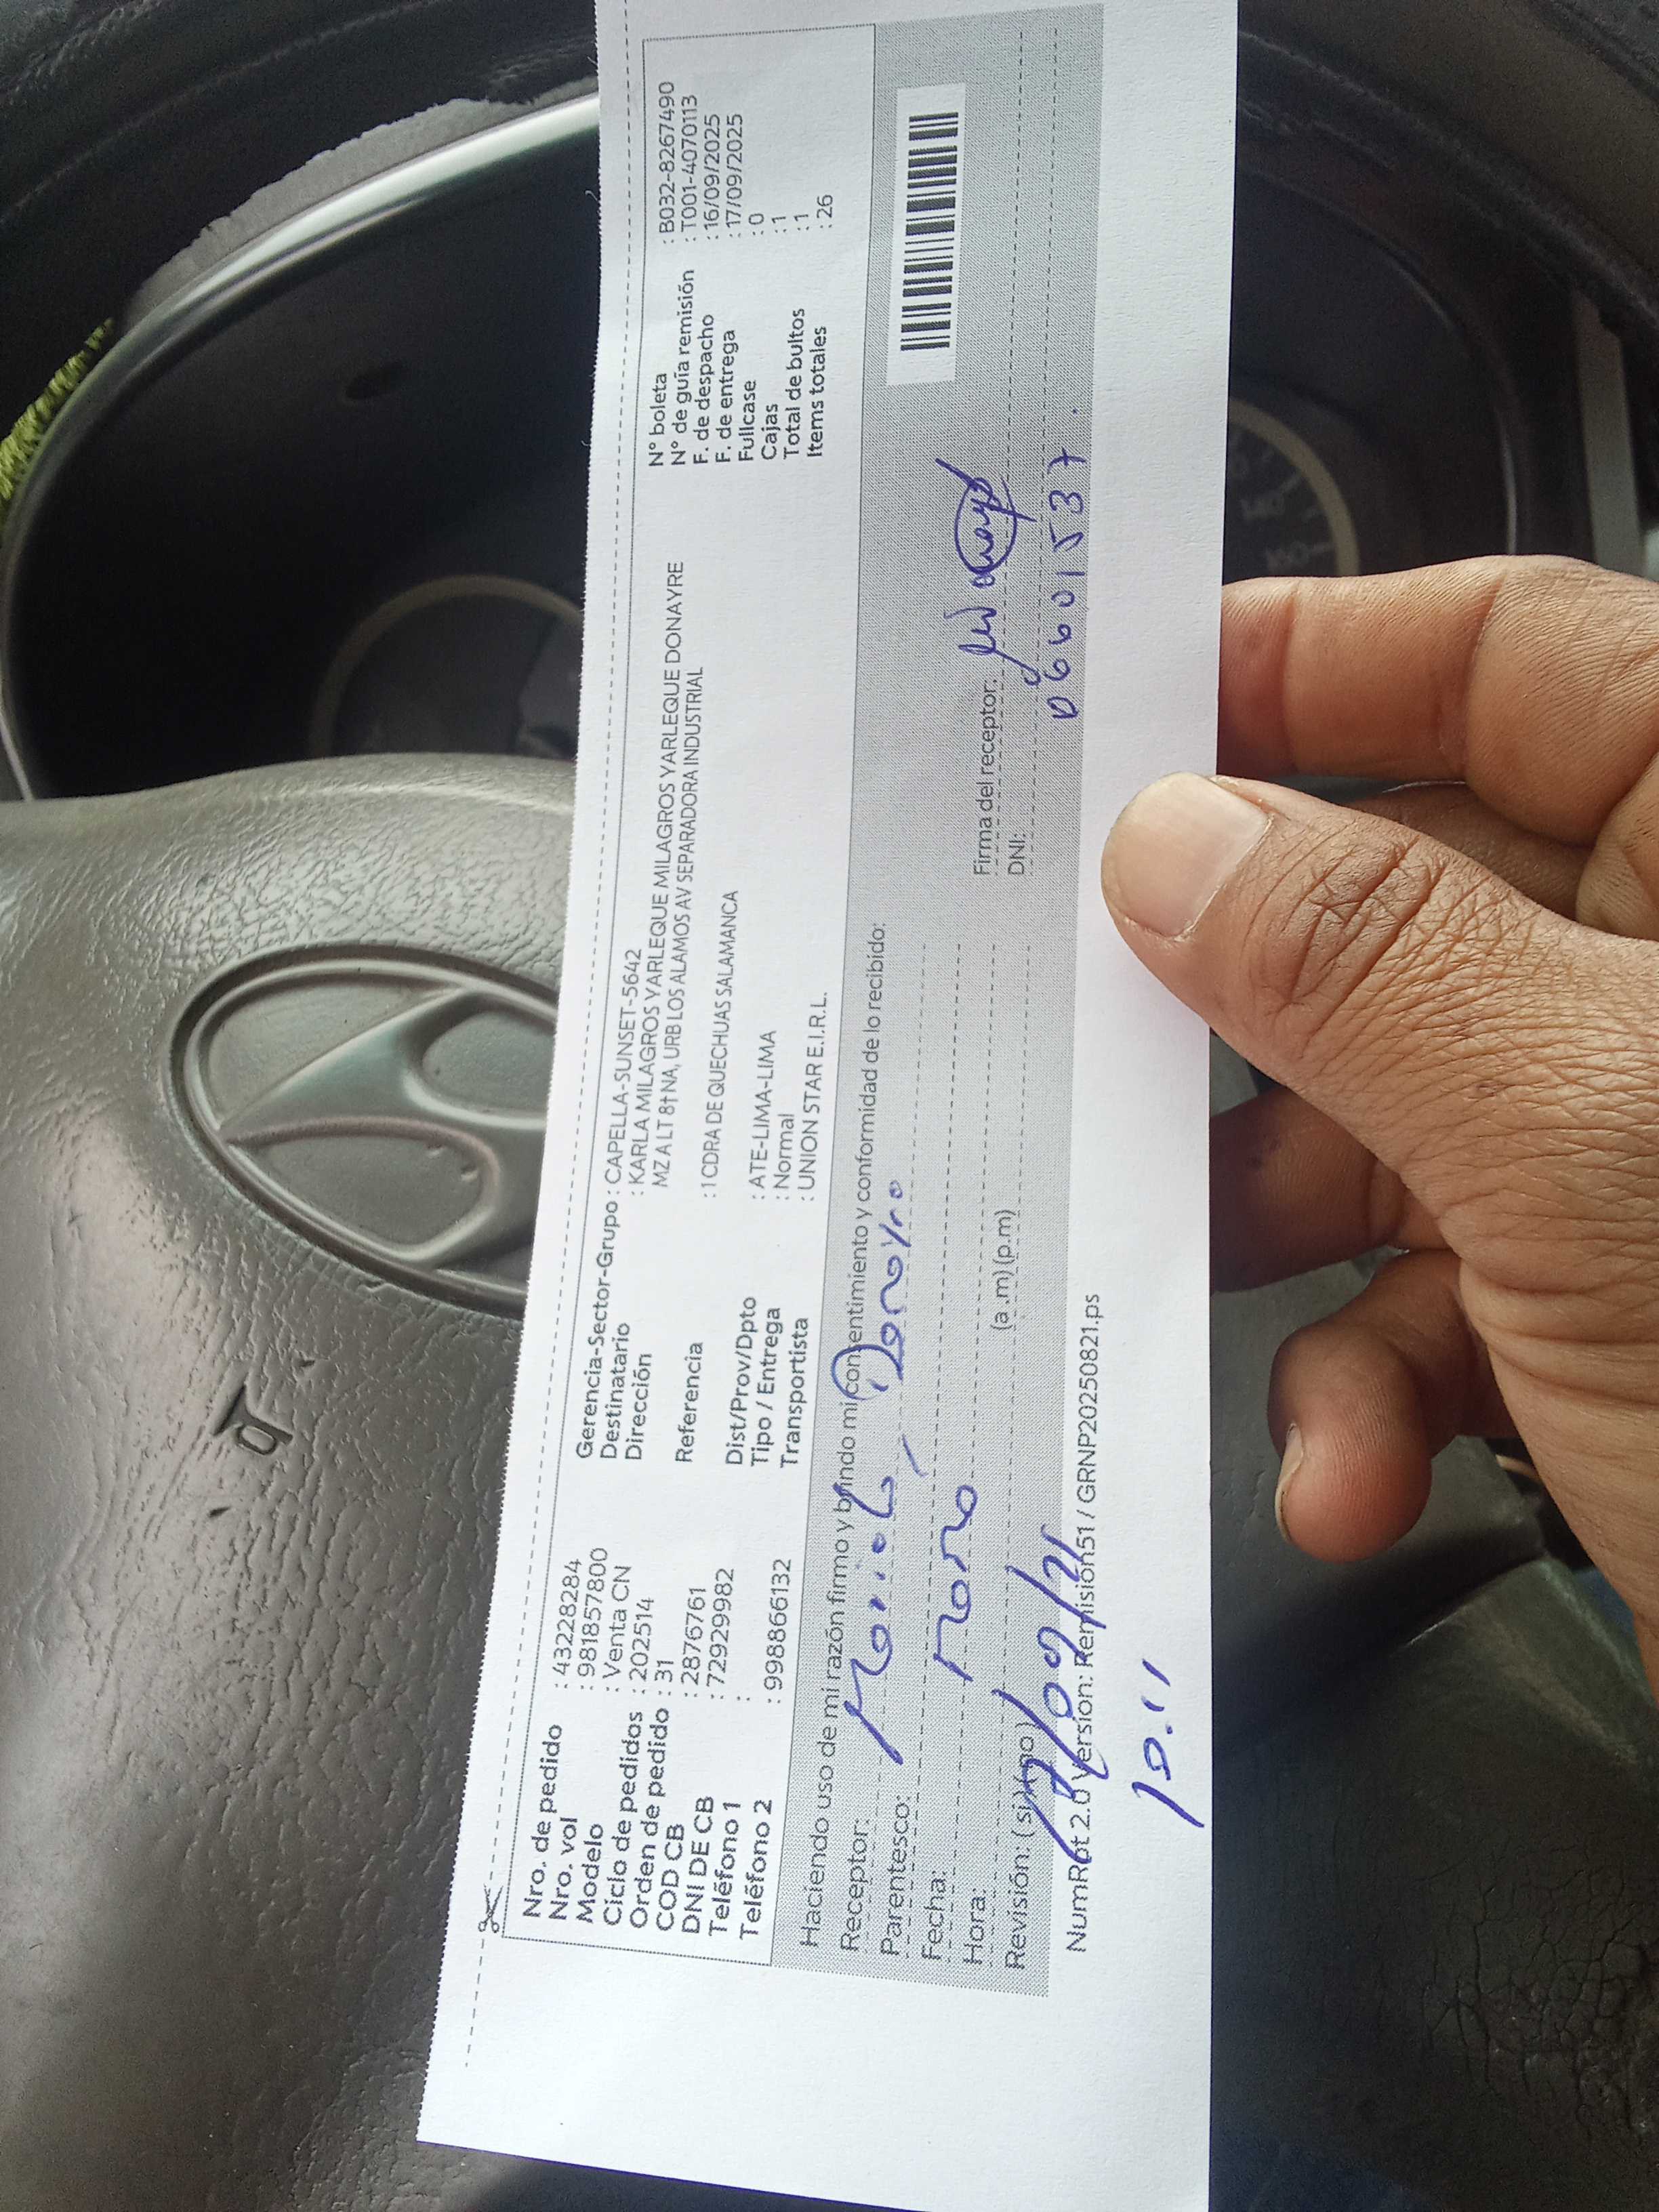 Nro. de pedido : 43228284
Nro. vol : 9818578​00
Modelo : Venta CN
Ciclo de pedidos : 202514
Orden de pedido : 31
COD CB : 2876761
DNI DE CB : 72929982
Teléfono 1 :
Teléfono 2 : 998866132
Gerencia-Sector-Grupo : CAPELLA-SUNSET-5642
Destinatario : KARLA MILAGROS YARLEQUE MILAGROS YARLEQUE DONAYRE
Dirección MZ A LT 8† NA, URB LOS ALAMOS AV SEPARADORA INDUSTRIAL
Referencia : 1 CDRA DE QUECHUAS SALAMANCA
Dist/Prov/Dpto : ATE-LIMA-LIMA
Tipo / Entrega : Normal
Transportista : UNION STAR E.I.R.L.
N° boleta : B032-8267490
N° de guía remisión : T001-4070113
F. de despacho : 16/09/2025
F. de entrega : 17/09/2025
Fullcase : 0
Cajas : 1
Total de bultos : 1
Items totales : 26
Haciendo uso de mi razón firmo y brindo mi consentimiento y conformidad de lo recibido:
Receptor: Donayre
Parentesco:
Fecha:
Hora: (a.m) (p.m)
Revisión: (si) (no)
Firma del receptor:
DNI: 06601537
NumRot 2.0 Version: Remision51 / GRNP20250821.ps
10.11
160